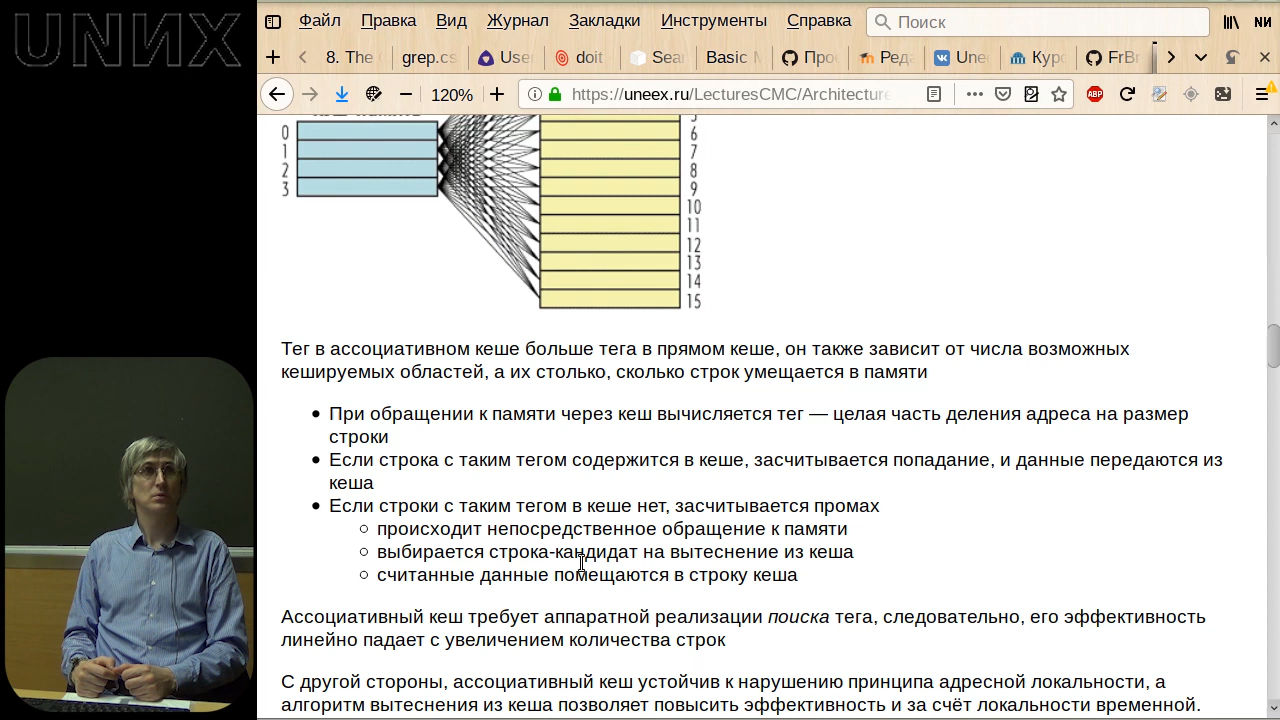 UNIX
Файл Правка Вид Журнал Закладки Инструменты Справка Поиск
8. The grep.cs User doit Sear Basic Про Реда Unee Курс FrBr
120% https://uneex.ru/LecturesCMC/Architecture ABP
5
0 6
1 7
2 8
3 9
10
11
12
13
14
15
Тег в ассоциативном кеше больше тега в прямом кеше, он также зависит от числа возможных
кешируемых областей, а их столько, сколько строк умещается в памяти
При обращении к памяти через кеш вычисляется тег — целая часть деления адреса на размер
строки
Если строка с таким тегом содержится в кеше, засчитывается попадание, и данные передаются из
кеша
Если строки с таким тегом в кеше нет, засчитывается промах
происходит непосредственное обращение к памяти
выбирается строка-кандидат на вытеснение из кеша
считанные данные помещаются в строку кеша
Ассоциативный кеш требует аппаратной реализации поиска тега, следовательно, его эффективность
линейно падает с увеличением количества строк
С другой стороны, ассоциативный кеш устойчив к нарушению принципа адресной локальности, а
алгоритм вытеснения из кеша позволяет повысить эффективность и за счёт локальности временной.